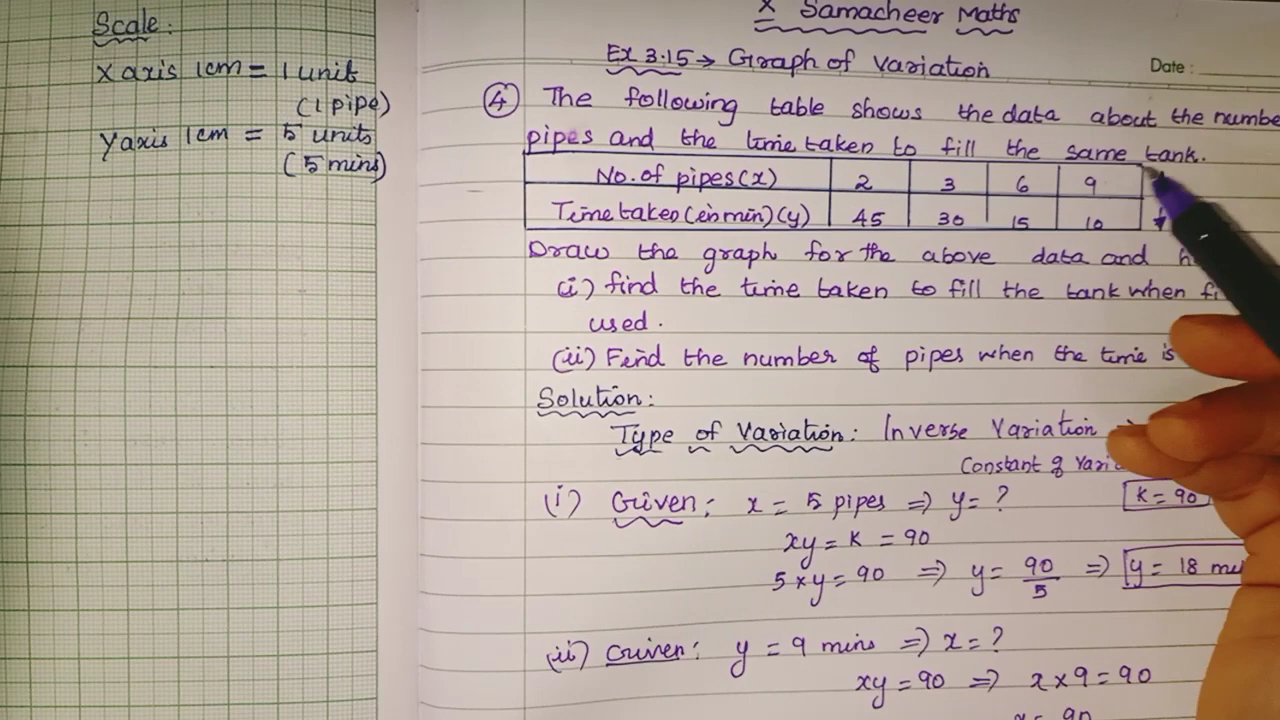 Scale:
X axis 1cm = 1 unit
(1 pipe)
Y axis 1cm = 5 units
(5 mins)
X Samacheer Maths
Ex 3.15 → Graph of Variation
Date:
④ The following table shows the data about the numbe
pipes and the time taken to fill the same tank.
No. of pipes (x) 2 3 6 9
Time taken (in min) (y) 45 30 15 10
Draw the graph for the above data and h
(i) find the time taken to fill the tank when fi
used.
(ii) Find the number of pipes when the time is
Solution:
Type of Variation: Inverse Variation
Constant of Varia
(i) Given: x = 5 pipes ⇒ y = ?
K = 90
xy = K = 90
5 × y = 90 ⇒ y = 90/5 ⇒ y = 18 mi
(ii) Given: y = 9 mins ⇒ x = ?
xy = 90 ⇒ x × 9 = 90
x = 90